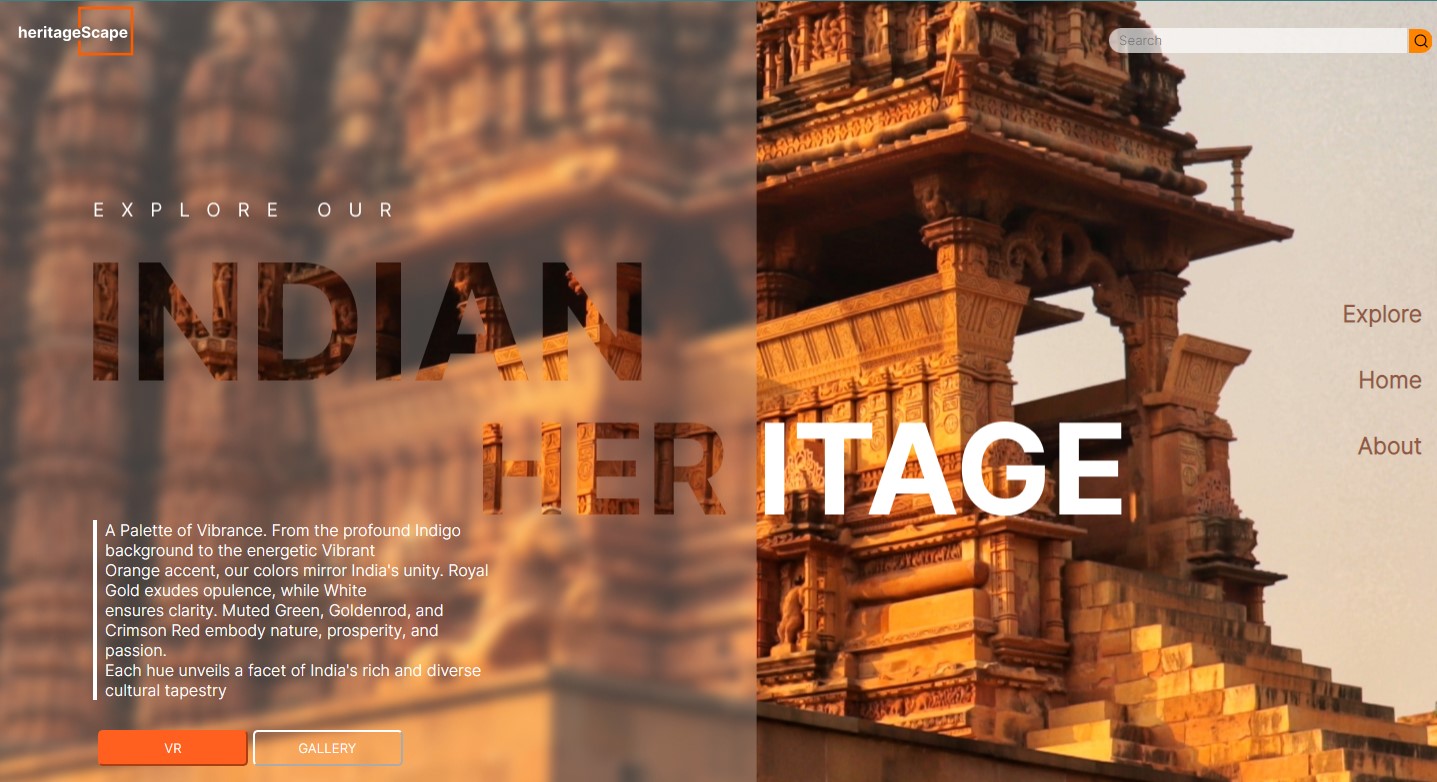 heritageScape
Search
EXPLORE OUR
INDIAN
HERITAGE
Explore
Home
About
A Palette of Vibrance. From the profound Indigo
background to the energetic Vibrant
Orange accent, our colors mirror India's unity. Royal
Gold exudes opulence, while White
ensures clarity. Muted Green, Goldenrod, and
Crimson Red embody nature, prosperity, and
passion.
Each hue unveils a facet of India's rich and diverse
cultural tapestry
VR
GALLERY